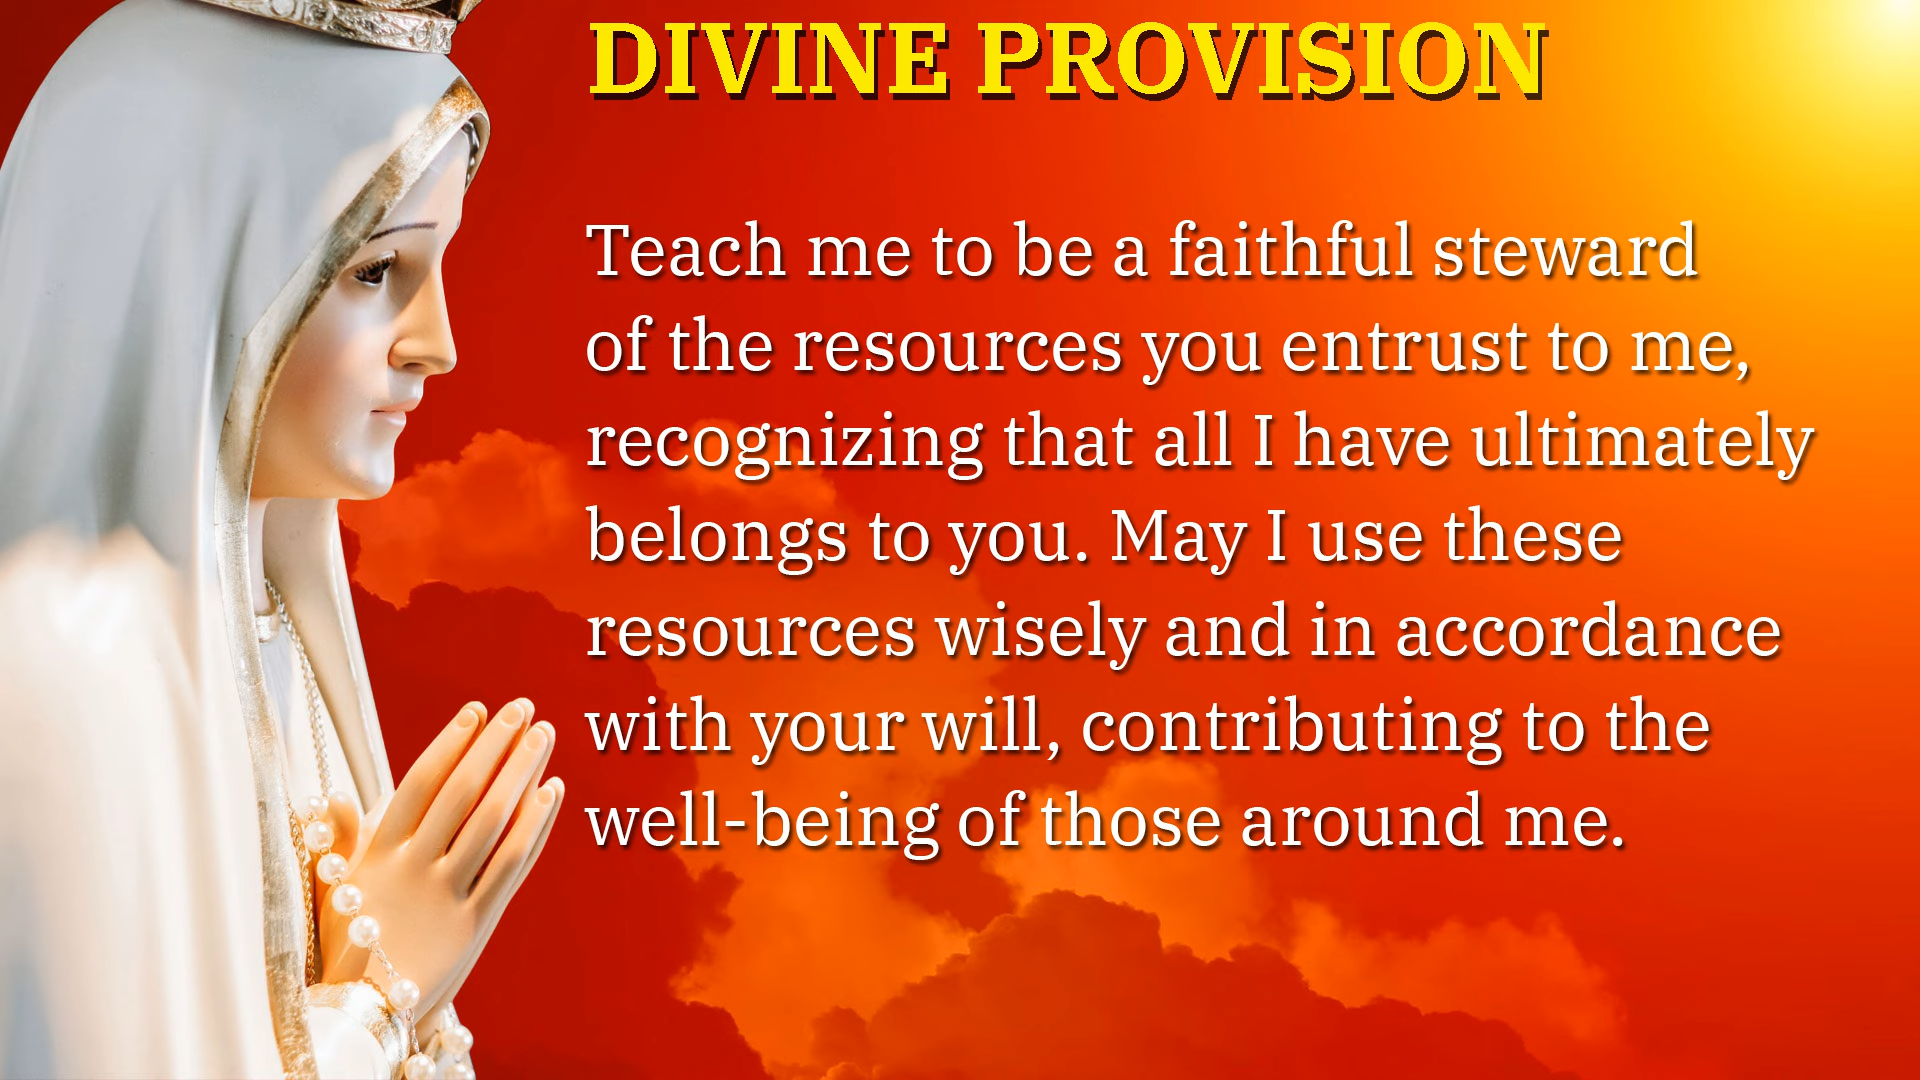 DIVINE PROVISION
Teach me to be a faithful steward
of the resources you entrust to me,
recognizing that all I have ultimately
belongs to you. May I use these
resources wisely and in accordance
with your will, contributing to the
well-being of those around me.